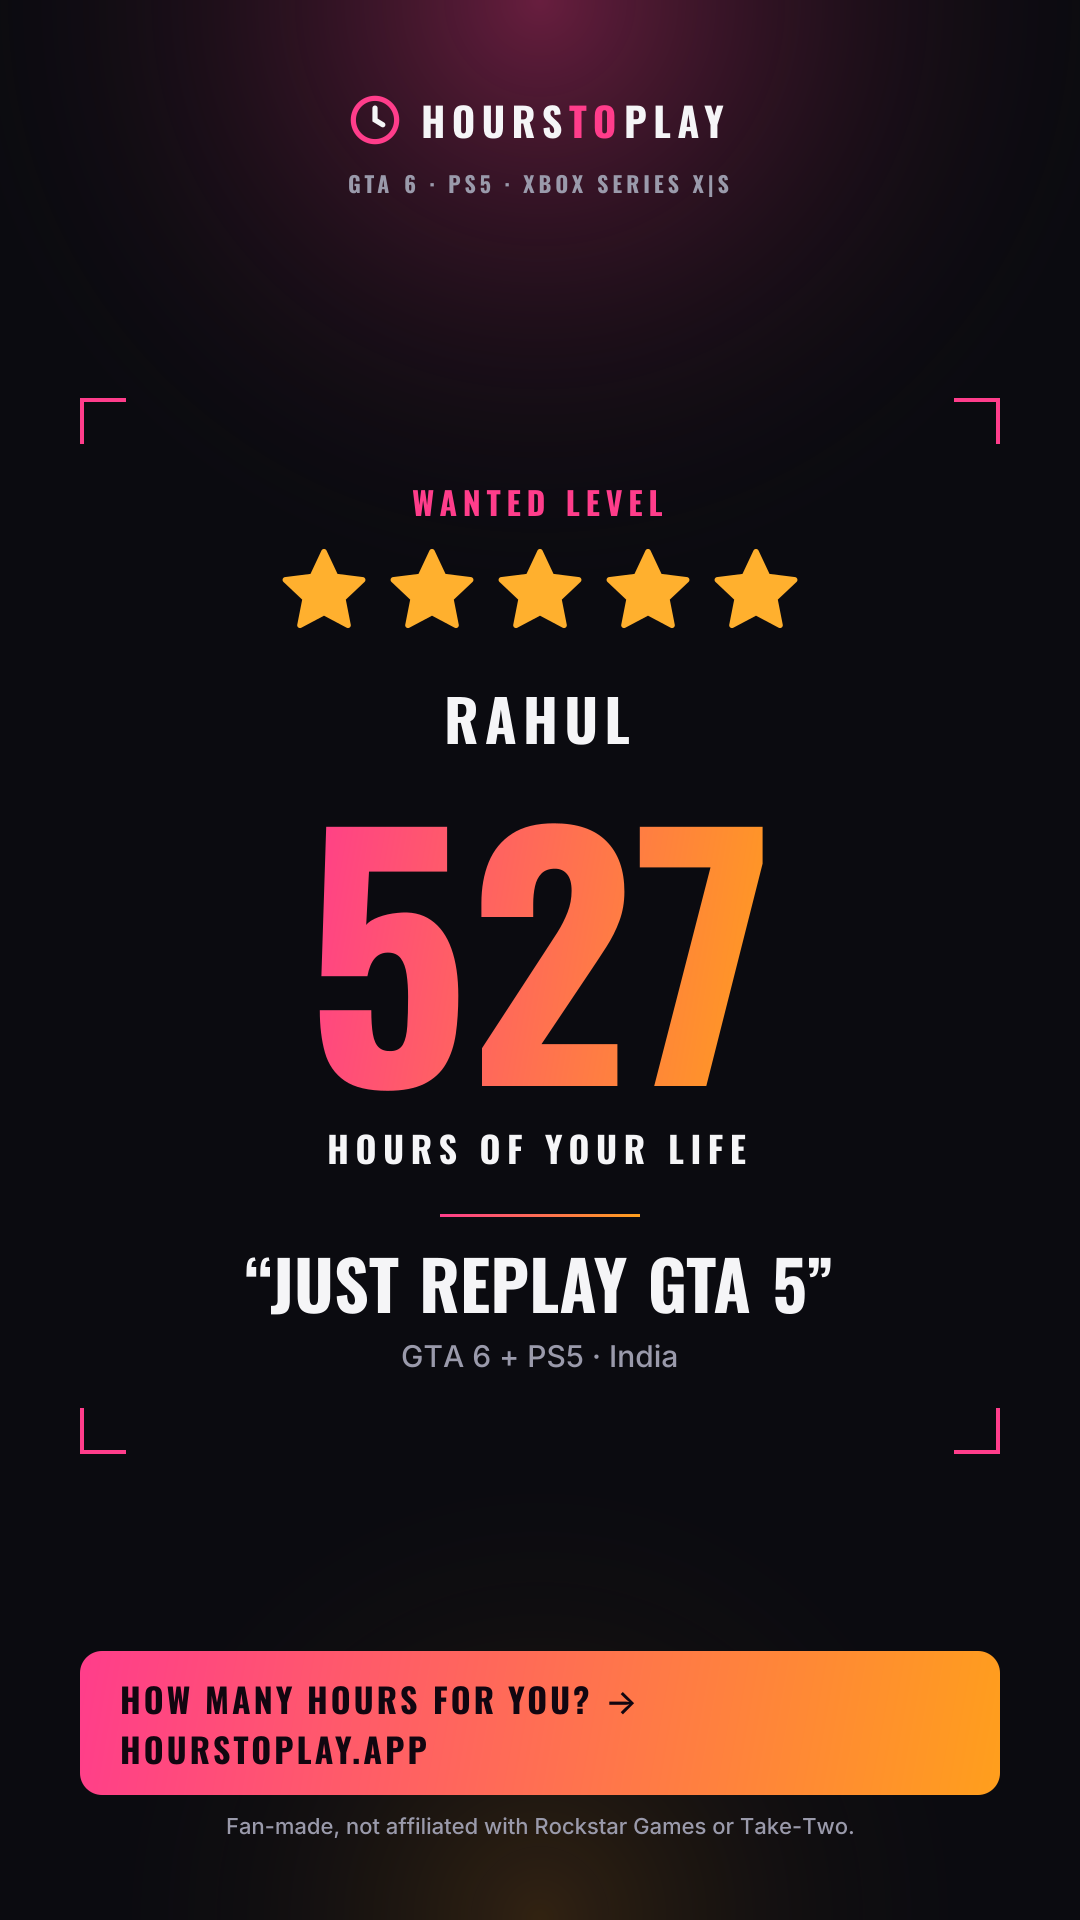 HOURSTOPLAY
GTA 6 · PS5 · XBOX SERIES X|S
WANTED LEVEL
RAHUL
527
HOURS OF YOUR LIFE
“JUST REPLAY GTA 5”
GTA 6 + PS5 · India
HOW MANY HOURS FOR YOU? →
HOURSTOPLAY.APP
Fan-made, not affiliated with Rockstar Games or Take-Two.